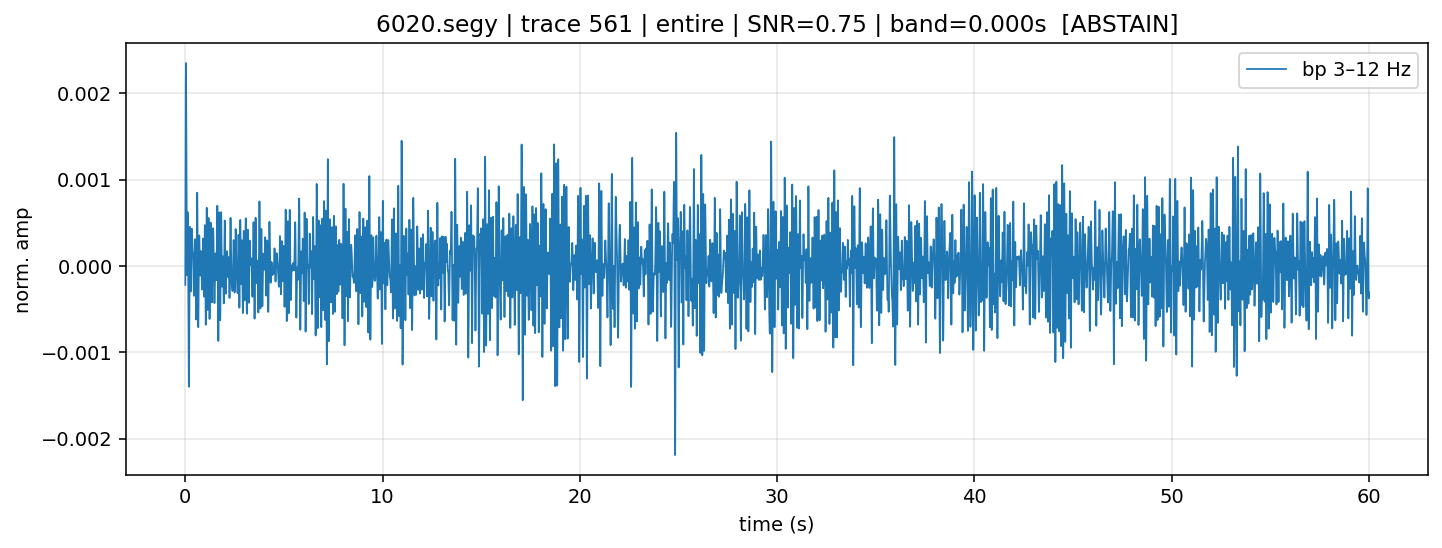 6020.segy | trace 561 | entire | SNR=0.75 | band=0.000s  [ABSTAIN]
bp 3–12 Hz
norm. amp
0.002
0.001
0.000
−0.001
−0.002
0 10 20 30 40 50 60
time (s)